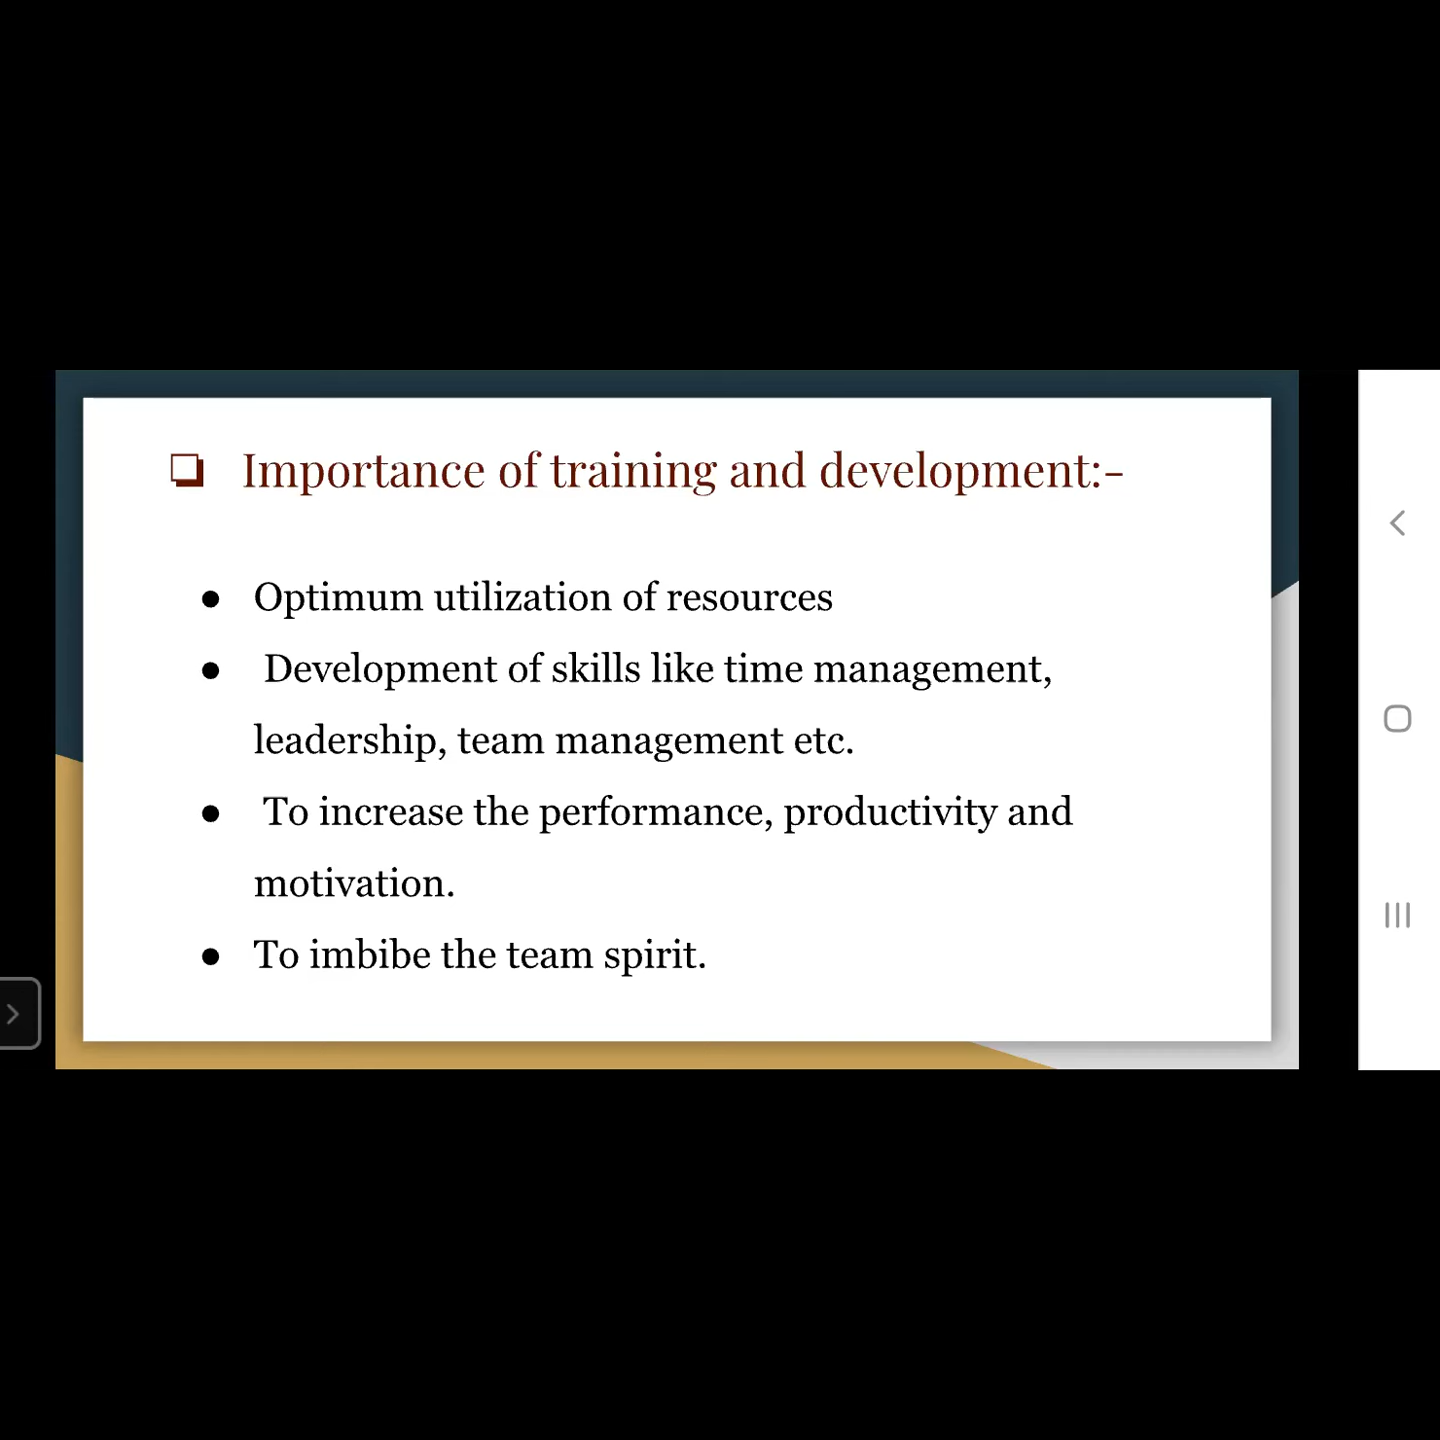 ❏ Importance of training and development:-
● Optimum utilization of resources
● Development of skills like time management,
leadership, team management etc.
● To increase the performance, productivity and
motivation.
● To imbibe the team spirit.